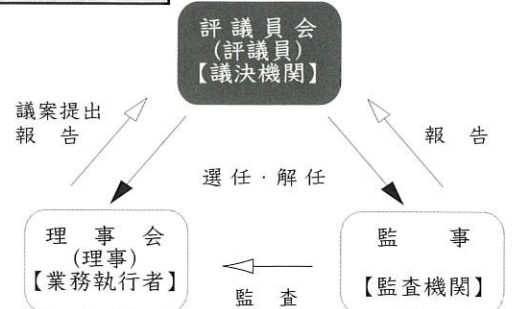 評議員会
(評議員)
【議決機関】
議案提出
報告
報告
選任・解任
理事会
(理事)
【業務執行者】
監事
【監査機関】
監査